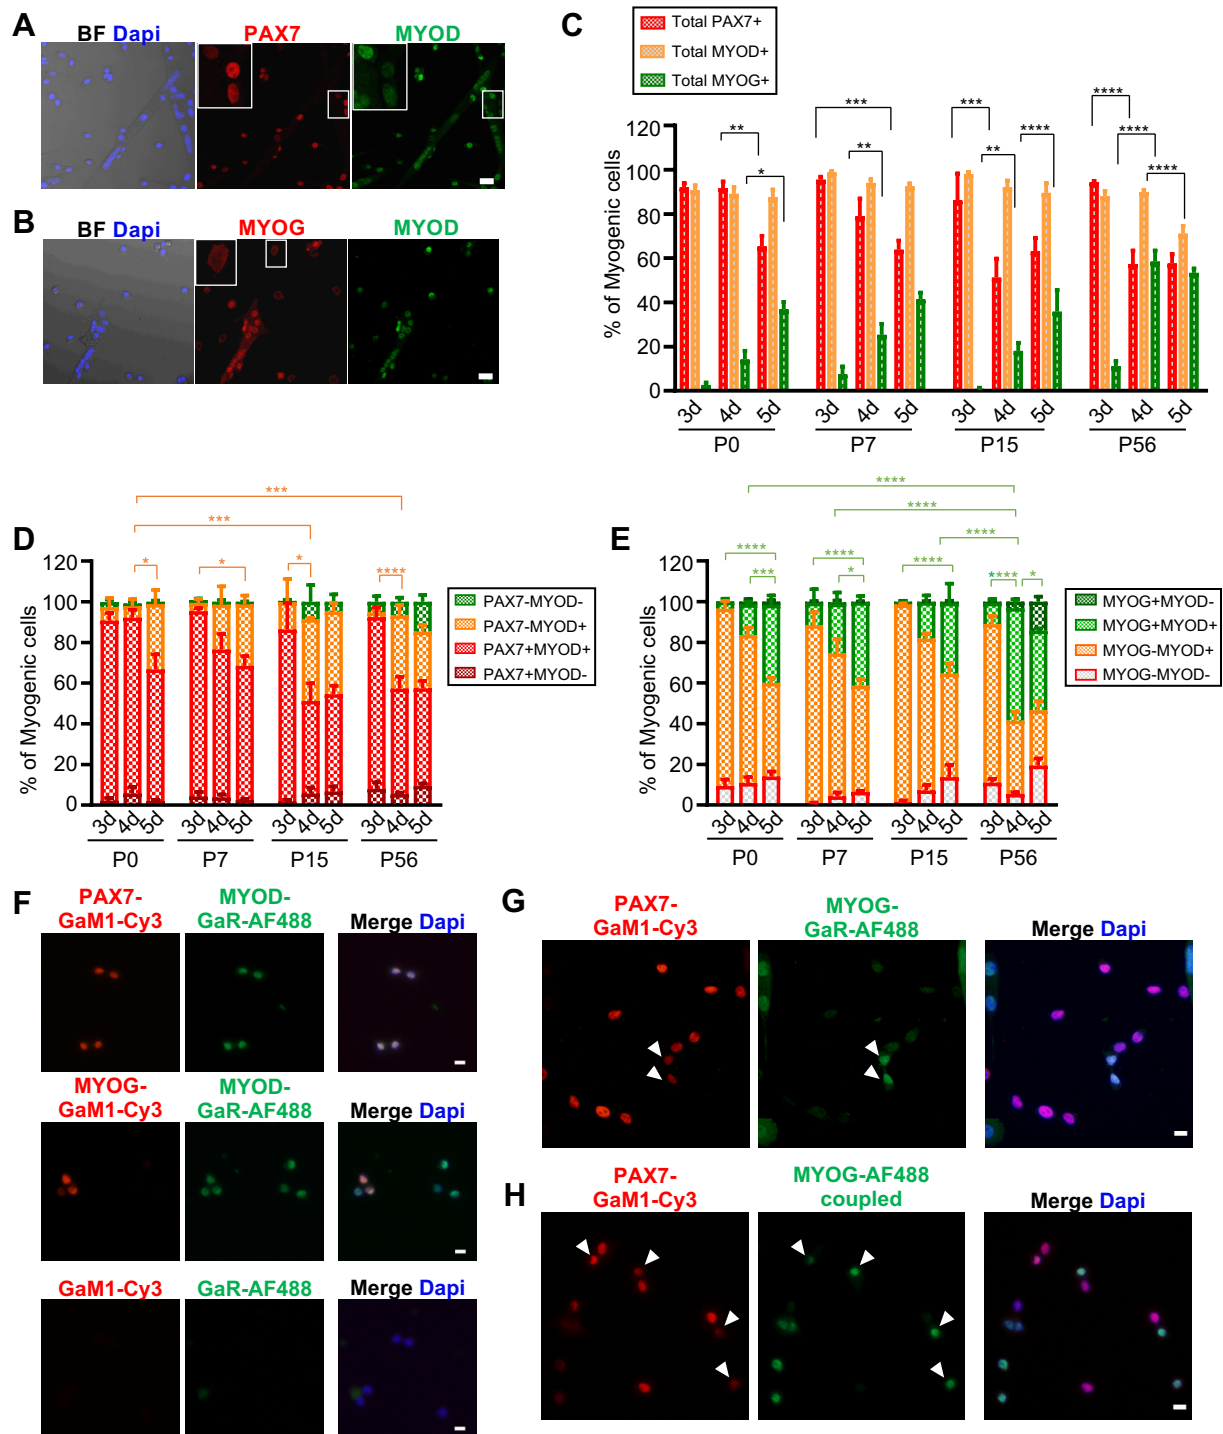 A
BF Dapi
PAX7
MYOD
B
BF Dapi
MYOG
MYOD
C
Total PAX7+
Total MYOD+
Total MYOG+
% of Myogenic cells
120
100
80
60
40
20
0
** * *** ** *** ** **** **** **** ****
3d 4d 5d 3d 4d 5d 3d 4d 5d 3d 4d 5d
P0 P7 P15 P56
D
% of Myogenic cells
120
100
80
60
40
20
0
***
***
* * * ****
3d 4d 5d 3d 4d 5d 3d 4d 5d 3d 4d 5d
P0 P7 P15 P56
PAX7-MYOD-
PAX7-MYOD+
PAX7+MYOD+
PAX7+MYOD-
E
% of Myogenic cells
120
100
80
60
40
20
0
****
****
****
**** *** **** * **** **** *
3d 4d 5d 3d 4d 5d 3d 4d 5d 3d 4d 5d
P0 P7 P15 P56
MYOG+MYOD-
MYOG+MYOD+
MYOG-MYOD+
MYOG-MYOD-
F
PAX7-
GaM1-Cy3
MYOD-
GaR-AF488
Merge Dapi
MYOG-
GaM1-Cy3
MYOD-
GaR-AF488
Merge Dapi
GaM1-Cy3
GaR-AF488
Merge Dapi
G
PAX7-
GaM1-Cy3
MYOG-
GaR-AF488
Merge Dapi
H
PAX7-
GaM1-Cy3
MYOG-AF488
coupled
Merge Dapi